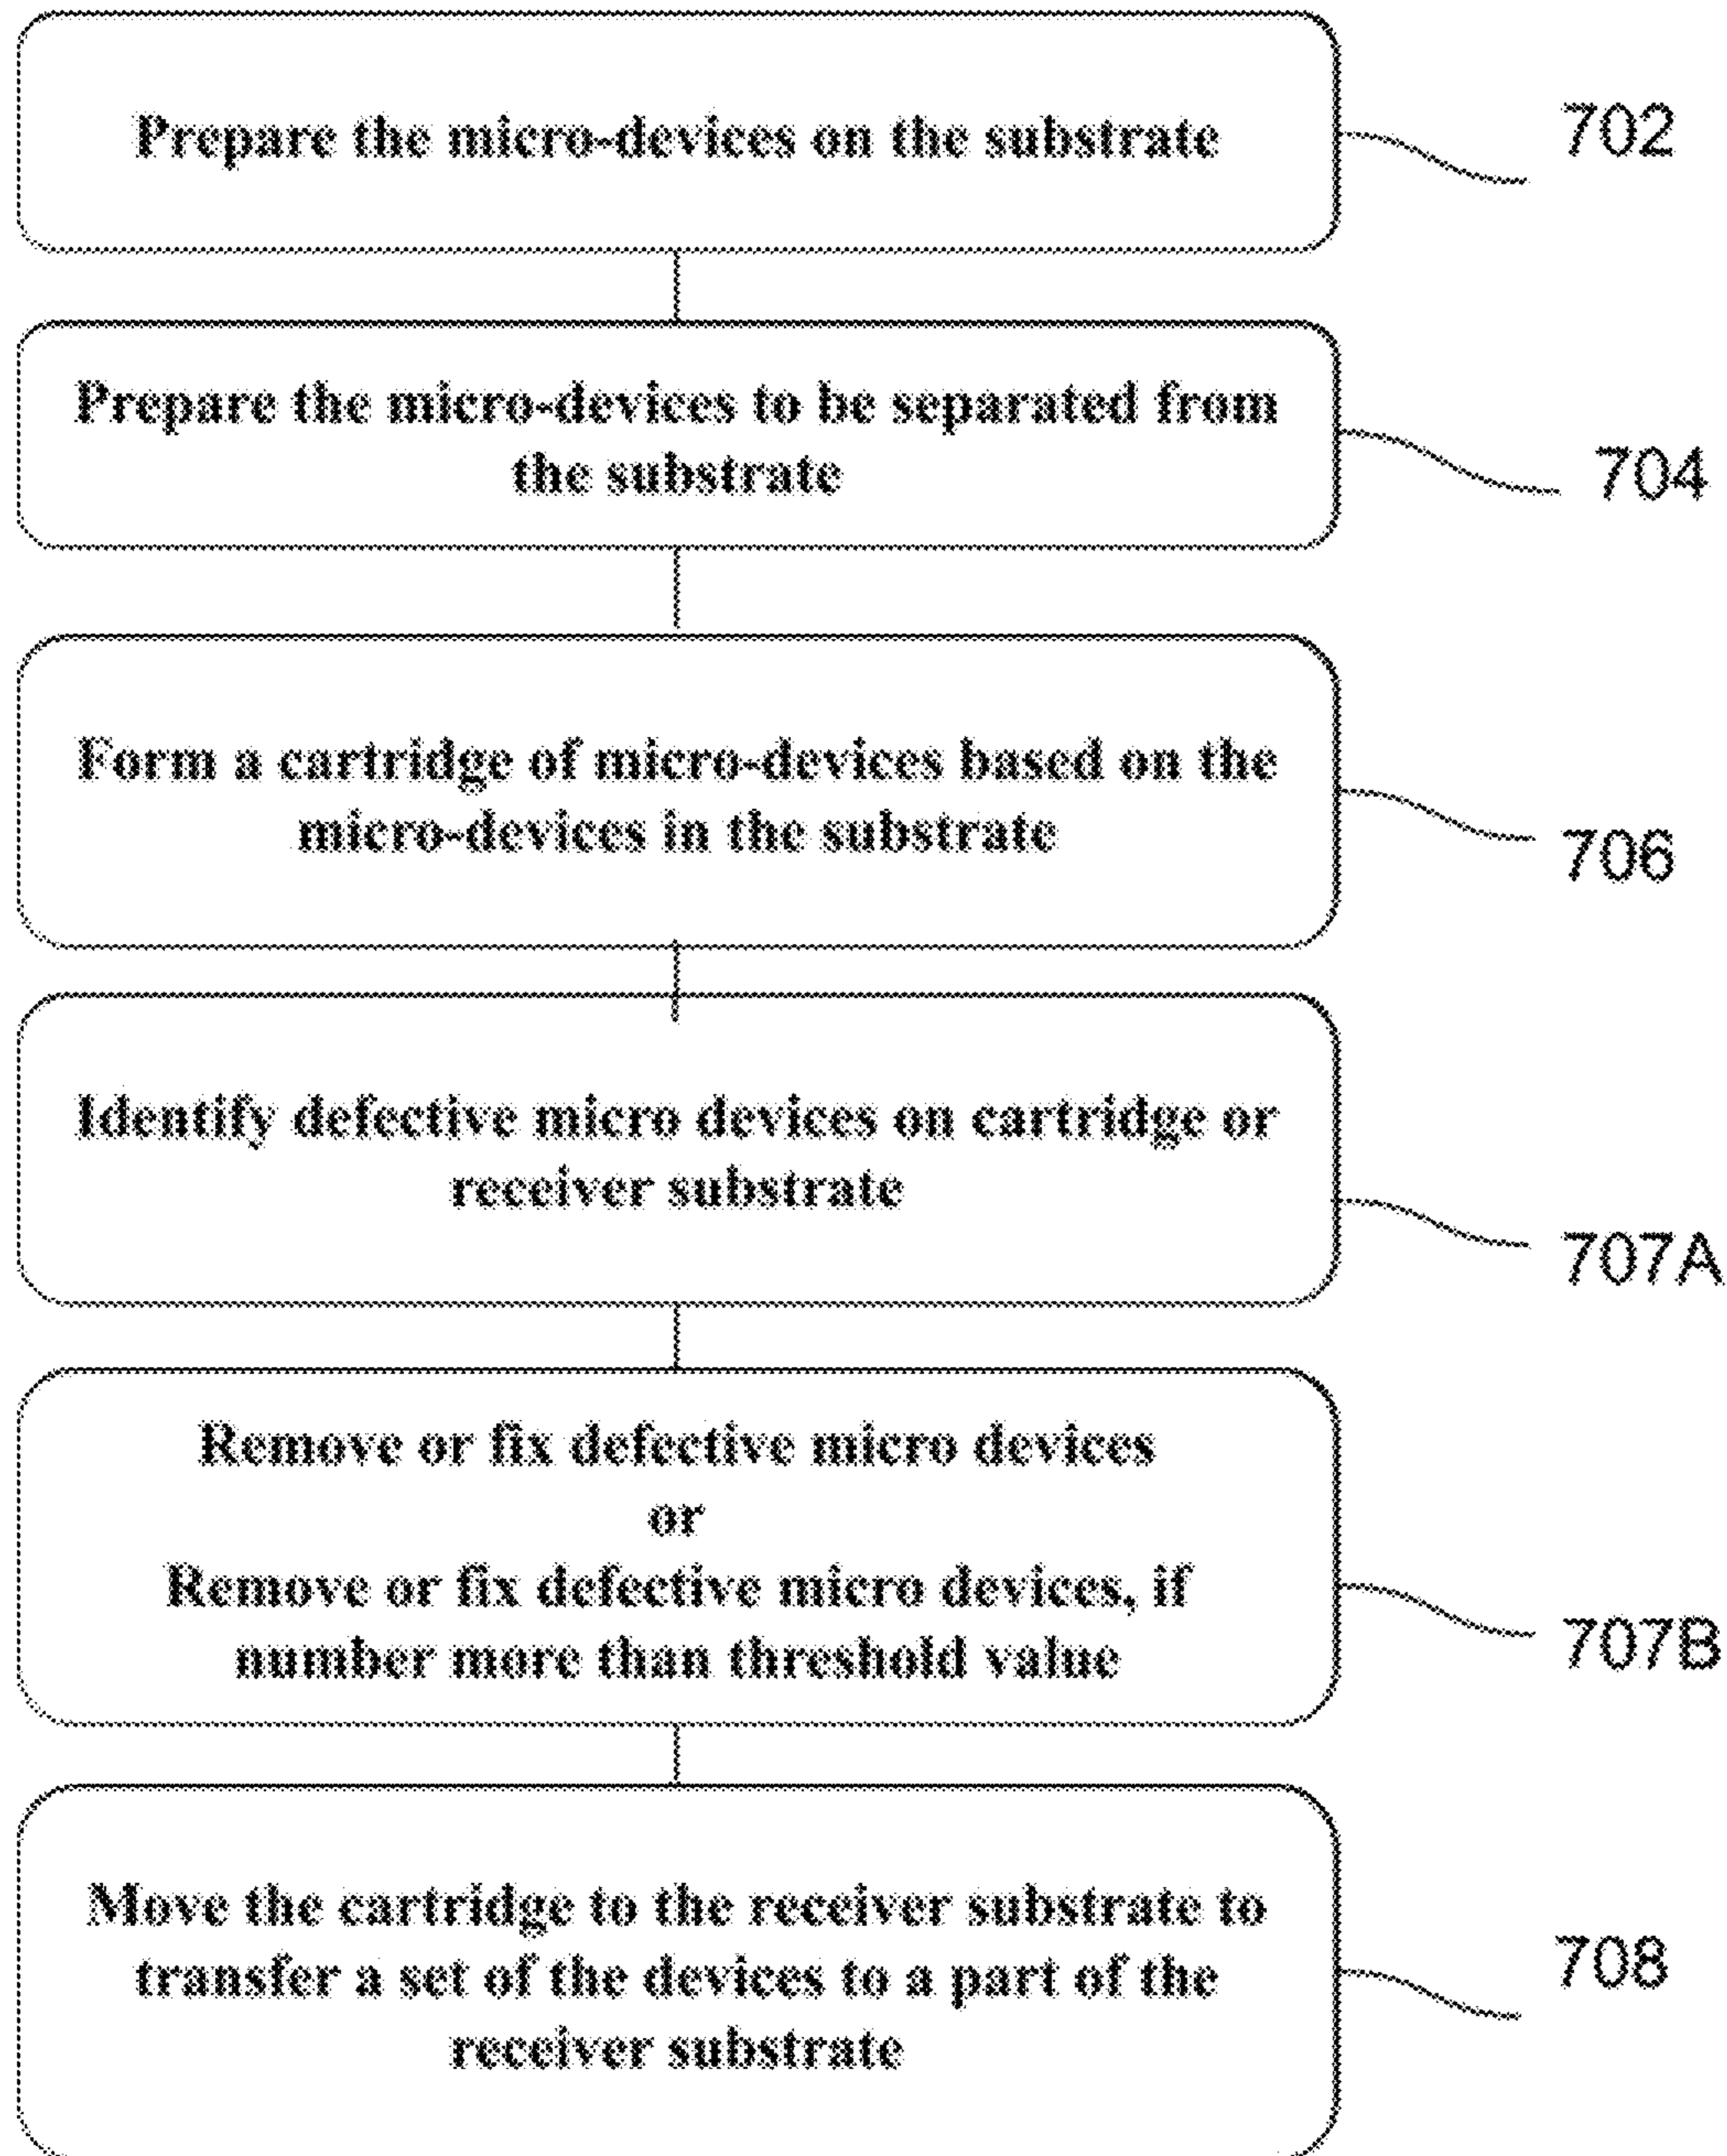 Prepare the micro-devices on the substrate
702
Prepare the micro-devices to be separated from
the substrate
704
Form a cartridge of micro-devices based on the
micro-devices in the substrate
706
Identify defective micro devices on cartridge or
receiver substrate
707A
Remove or fix defective micro devices
or
Remove or fix defective micro devices, if
number more than threshold value
707B
Move the cartridge to the receiver substrate to
transfer a set of the devices to a part of the
receiver substrate
708